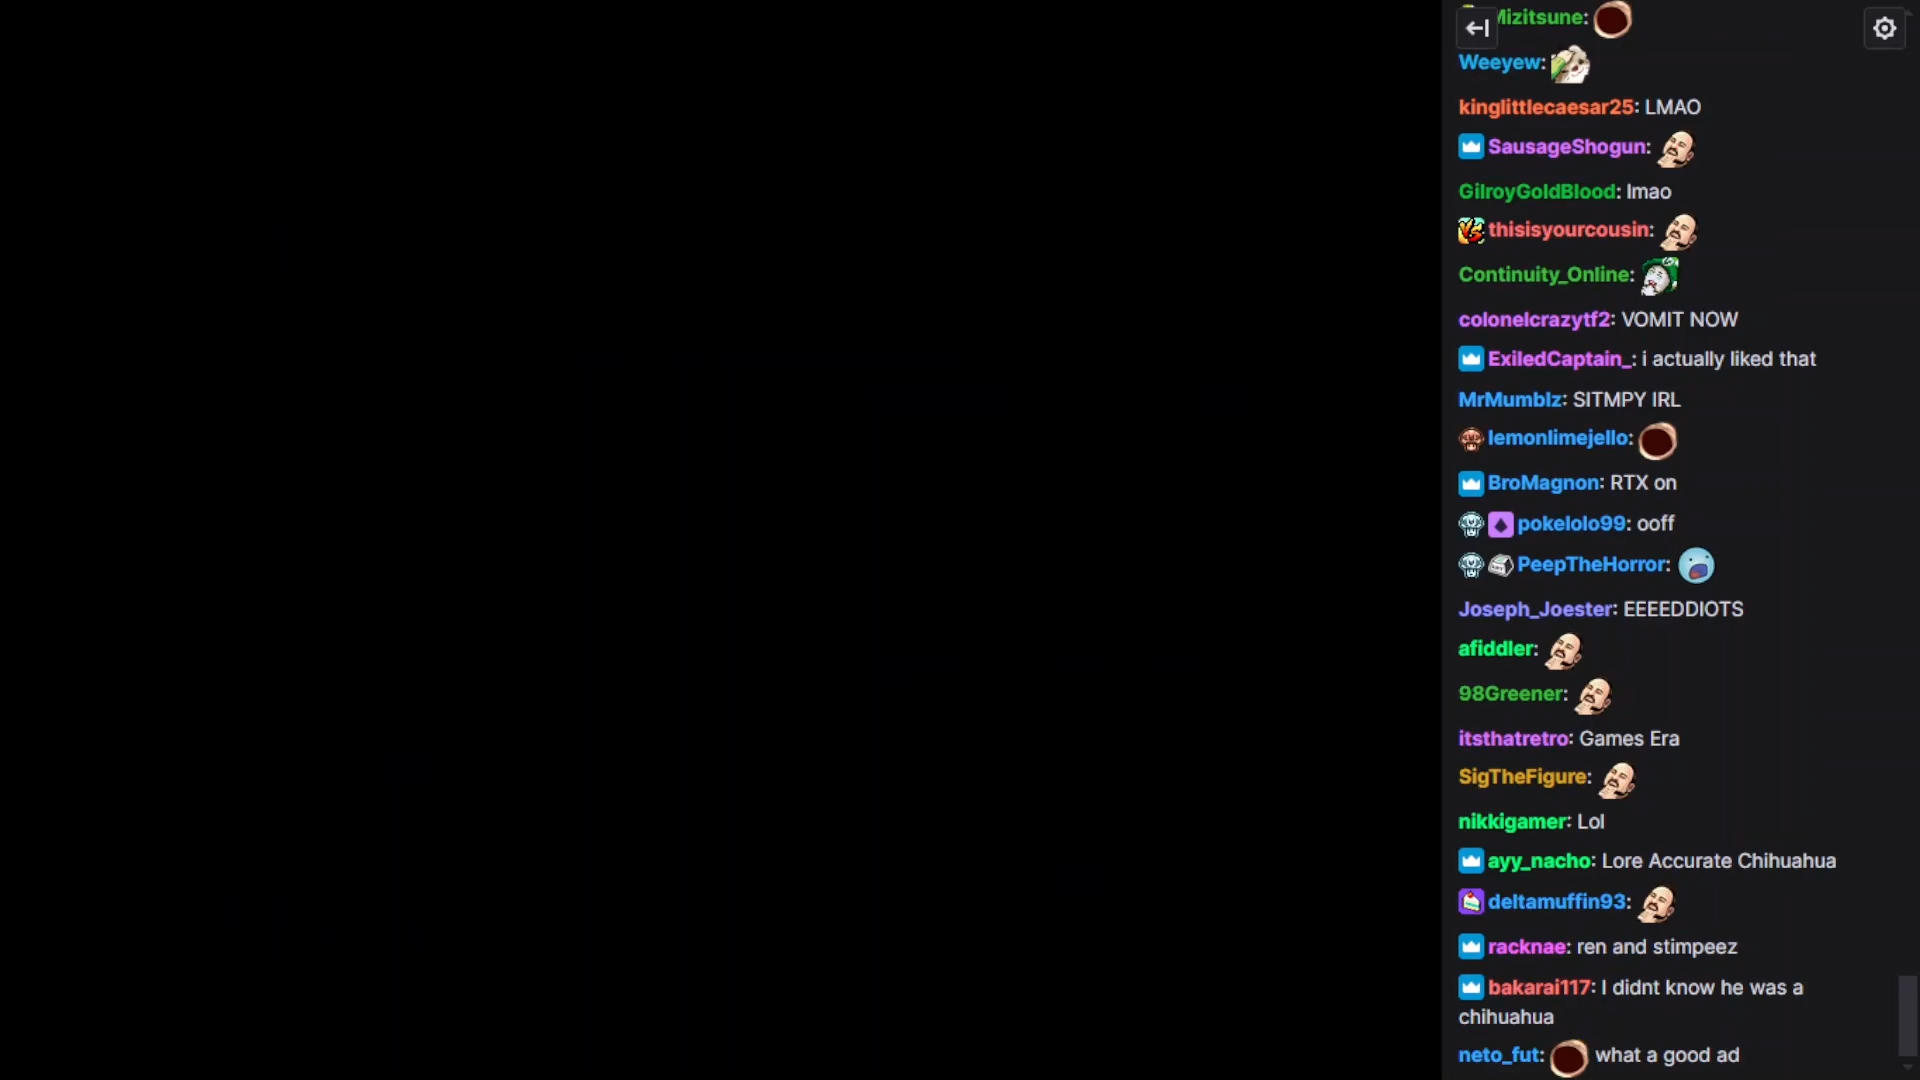 Mizitsune:
Weeyew:
kinglittlecaesar25: LMAO
SausageShogun:
GilroyGoldBlood: lmao
thisisyourcousin:
Continuity_Online:
colonelcrazytf2: VOMIT NOW
ExiledCaptain_: i actually liked that
MrMumblz: SITMPY IRL
lemonlimejello:
BroMagnon: RTX on
pokelolo99: ooff
PeepTheHorror:
Joseph_Joester: EEEEDDIOTS
afiddler:
98Greener:
itsthatretro: Games Era
SigTheFigure:
nikkigamer: Lol
ayy_nacho: Lore Accurate Chihuahua
deltamuffin93:
racknae: ren and stimpeez
bakarai117: I didnt know he was a
chihuahua
neto_fut: what a good ad